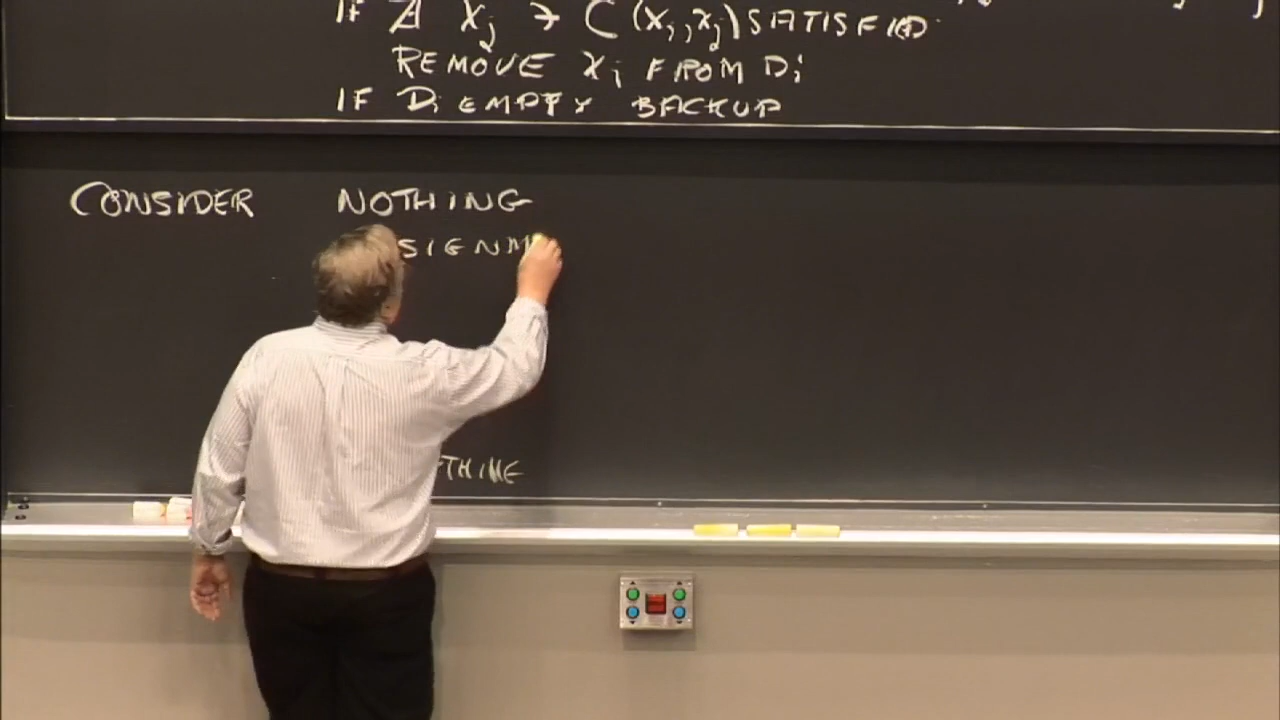 IF ∄ Xj ∋ C(xi,xj) SATISFIED
REMOVE Xi FROM Di
IF Di EMPTY BACKUP
CONSIDER NOTHING
SIGNM
THING